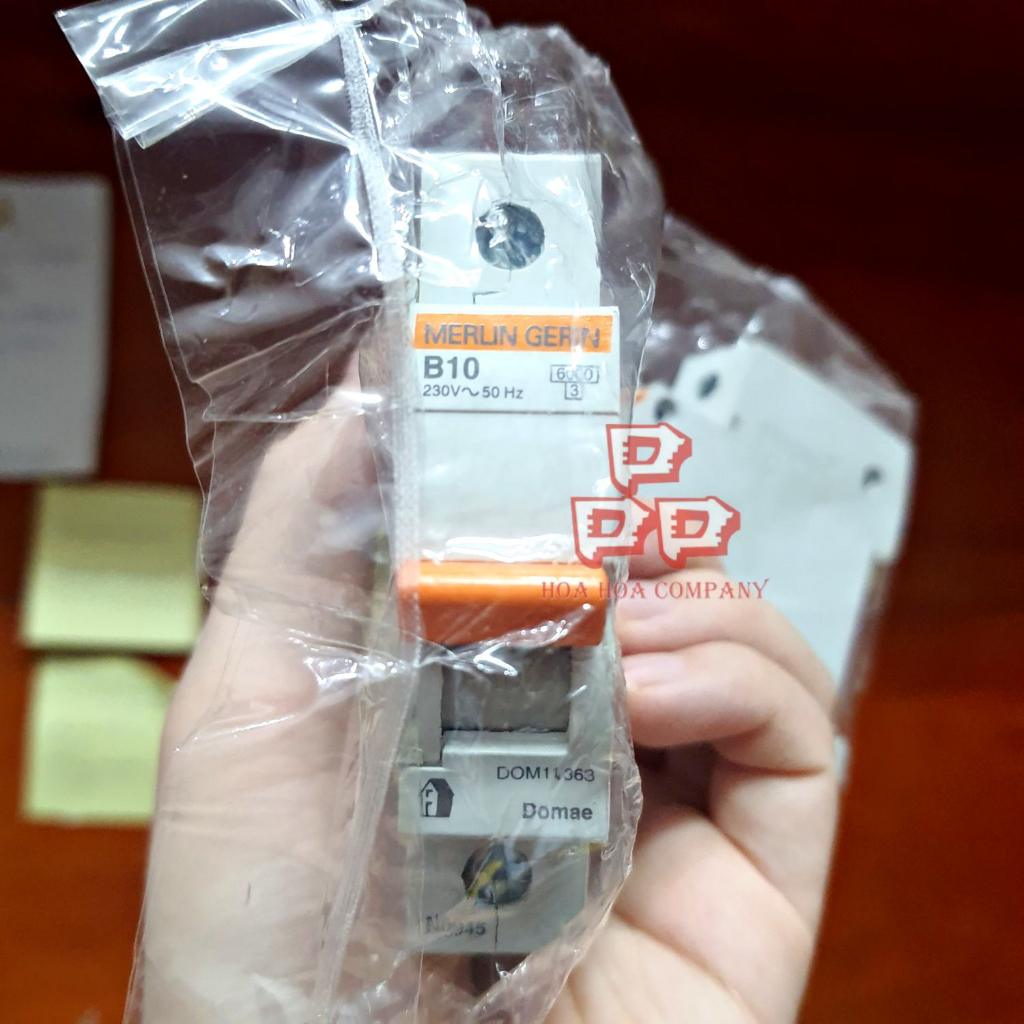 MERLIN GERIN
B10
230V～ 50 Hz
6000
3
HOA HOA COMPANY
DOM11363
Domae